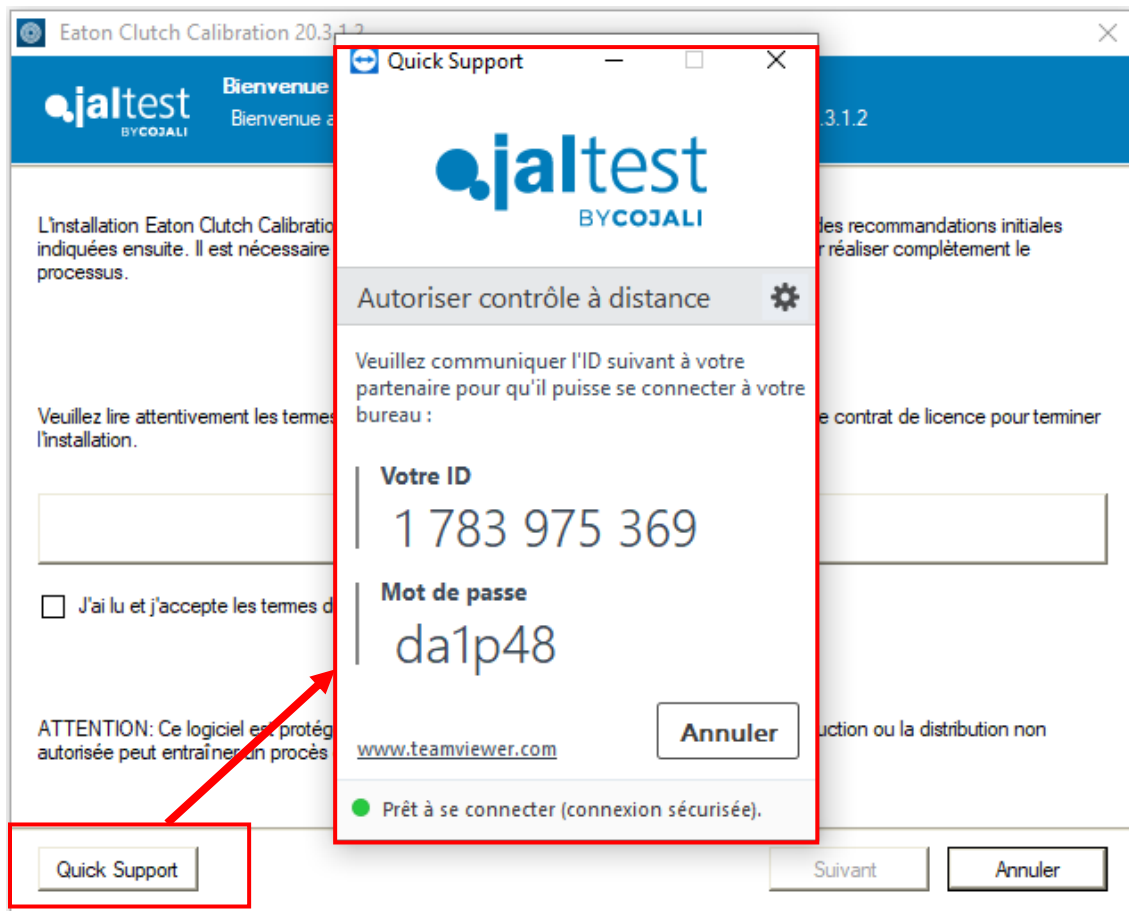 Eaton Clutch Calibration 20.3.1.2
jaltest
BYCOJALI
Bienvenue
Bienvenue a
.3.1.2
L'installation Eaton Clutch Calibratio
des recommandations initiales
indiquées ensuite. Il est nécessaire
r réaliser complètement le
processus.
Veuillez lire attentivement les termes
e contrat de licence pour terminer
l'installation.
J'ai lu et j'accepte les termes d
ATTENTION: Ce logiciel est protég
uction ou la distribution non
autorisée peut entraîner un procès
Quick Support
Suivant
Annuler
Quick Support
jaltest
BYCOJALI
Autoriser contrôle à distance
Veuillez communiquer l'ID suivant à votre
partenaire pour qu'il puisse se connecter à votre
bureau :
Votre ID
1 783 975 369
Mot de passe
da1p48
Annuler
www.teamviewer.com
Prêt à se connecter (connexion sécurisée).